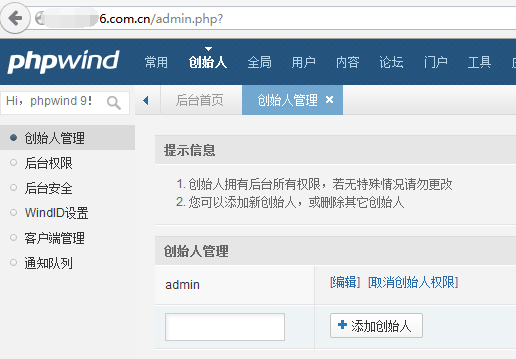 6.com.cn/admin.php?
phpwind 常用 创始人 全局 用户 内容 论坛 门户 工具
Hi，phpwind 9！ 后台首页 创始人管理 ×
创始人管理
后台权限
后台安全
WindID设置
客户端管理
通知队列
提示信息
1. 创始人拥有后台所有权限，若无特殊情况请勿更改
2. 您可以添加新创始人，或删除其它创始人
创始人管理
admin [编辑] [取消创始人权限]
添加创始人